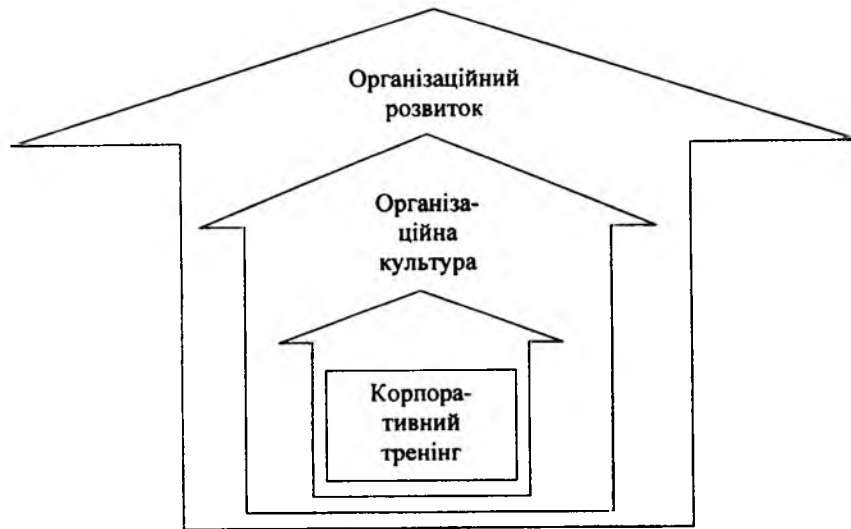 Організаційний
розвиток
Організа-
ційна
культура
Корпора-
тивний
тренінг